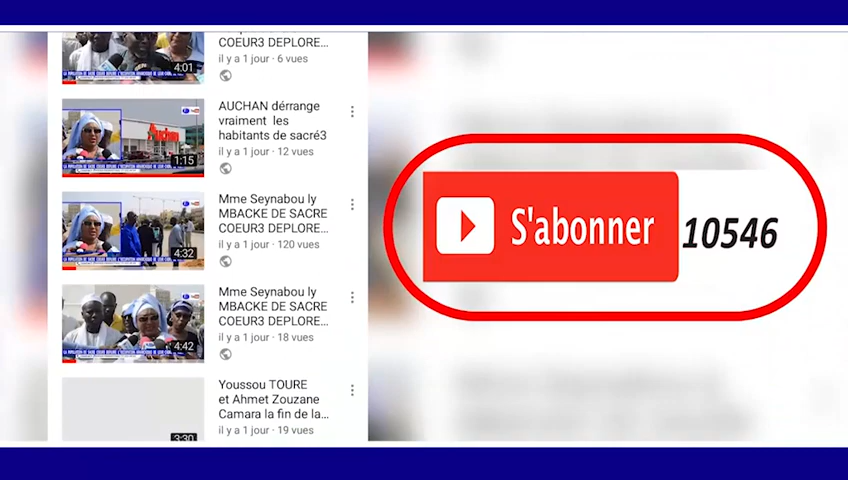 COEUR3 DEPLORE...
il y a 1 jour · 6 vues
4:01
AUCHAN dérrange
vraiment les
habitants de sacré3
il y a 1 jour · 12 vues
Auchan
1:15
Mme Seynabou ly
MBACKE DE SACRE
COEUR3 DEPLORE...
il y a 1 jour · 120 vues
4:32
Mme Seynabou ly
MBACKE DE SACRE
COEUR3 DEPLORE...
il y a 1 jour · 18 vues
4:42
Youssou TOURE
et Ahmet Zouzane
Camara la fin de la...
il y a 1 jour · 19 vues
3:30
S'abonner
10546